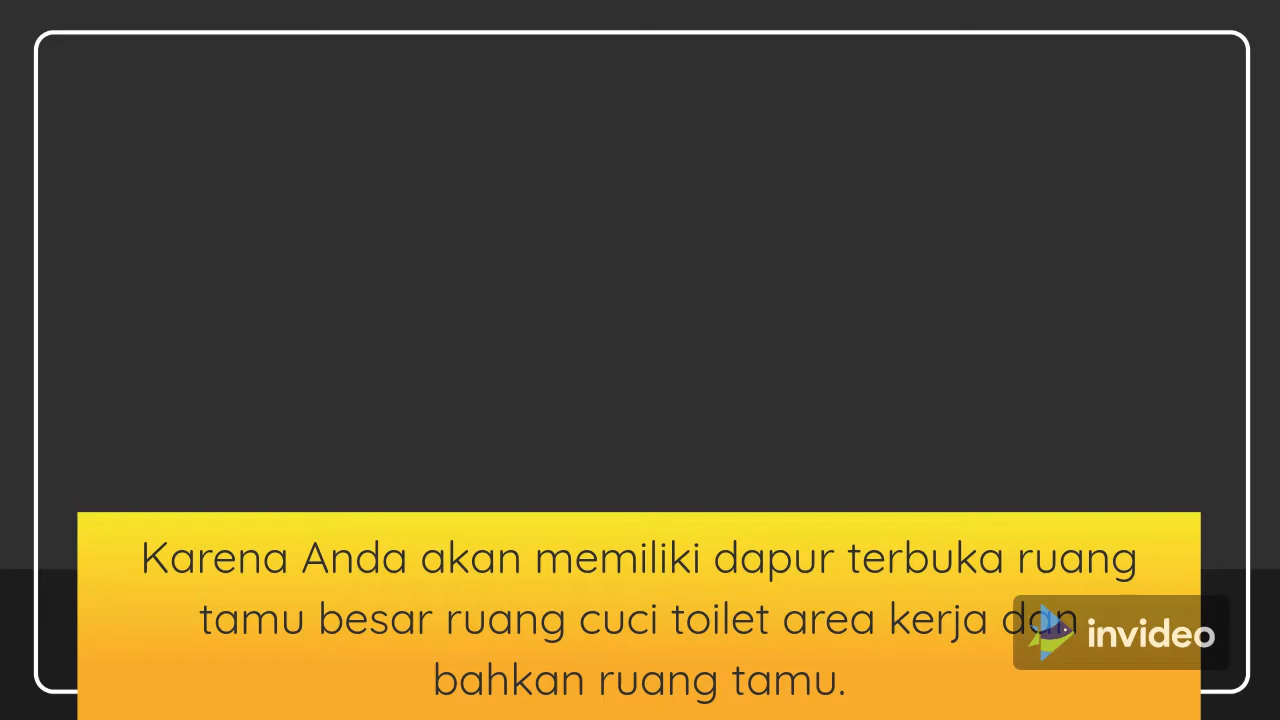 Karena Anda akan memiliki dapur terbuka ruang
tamu besar ruang cuci toilet area kerja dan
bahkan ruang tamu.
invideo